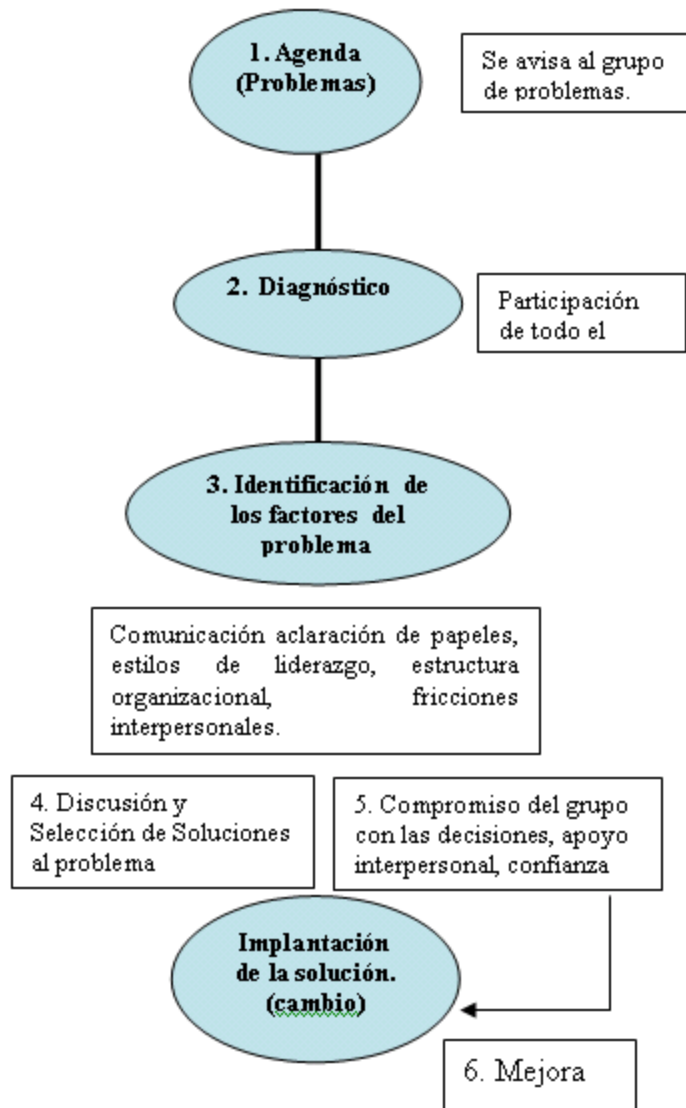 1. Agenda
(Problemas)
Se avisa al grupo
de problemas.
2. Diagnóstico
Participación
de todo el
3. Identificación de
los factores del
problema
Comunicación aclaración de papeles,
estilos de liderazgo, estructura
organizacional, fricciones
interpersonales.
4. Discusión y
Selección de Soluciones
al problema
5. Compromiso del grupo
con las decisiones, apoyo
interpersonal, confianza
Implantación
de la solución.
(cambio)
6. Mejora